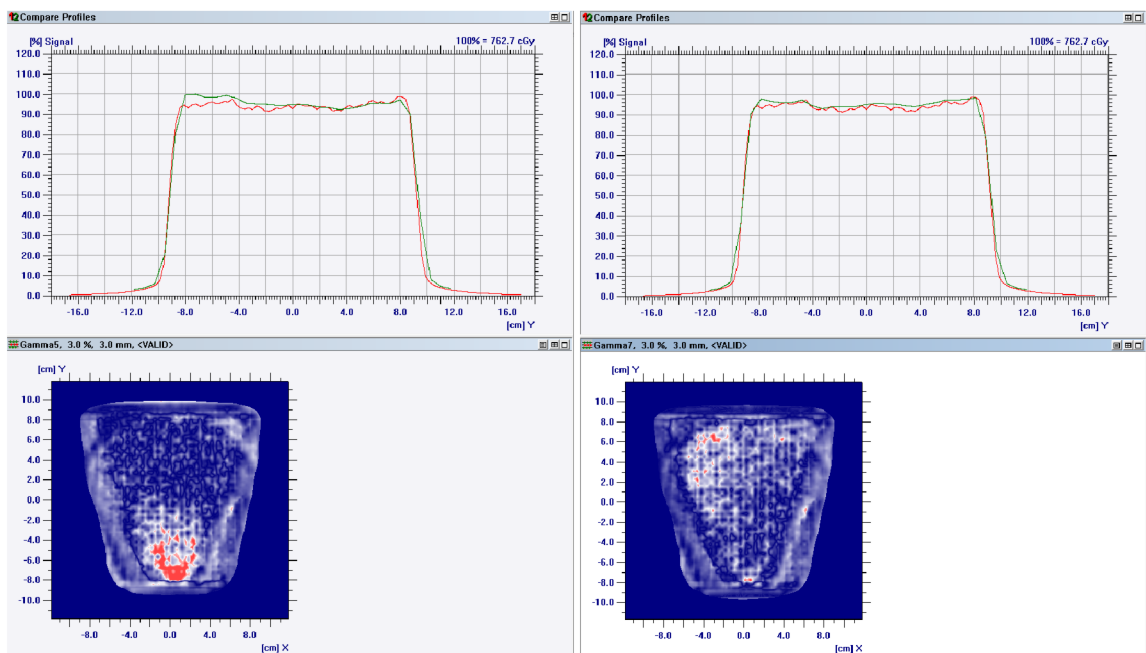 Compare Profiles
[%] Signal
100% = 762.7 cGy
120.0
110.0
100.0
90.0
80.0
70.0
60.0
50.0
40.0
30.0
20.0
10.0
0.0
-16.0 -12.0 -8.0 -4.0 0.0 4.0 8.0 12.0 16.0
[cm] Y
Compare Profiles
[%] Signal
100% = 762.7 cGy
120.0
110.0
100.0
90.0
80.0
70.0
60.0
50.0
40.0
30.0
20.0
10.0
0.0
-16.0 -12.0 -8.0 -4.0 0.0 4.0 8.0 12.0 16.0
[cm] Y
Gamma5, 3.0 %, 3.0 mm, <VALID>
[cm] Y
10.0
8.0
6.0
4.0
2.0
0.0
-2.0
-4.0
-6.0
-8.0
-10.0
-8.0 -4.0 0.0 4.0 8.0
[cm] X
Gamma7, 3.0 %, 3.0 mm, <VALID>
[cm] Y
10.0
8.0
6.0
4.0
2.0
0.0
-2.0
-4.0
-6.0
-8.0
-10.0
-8.0 -4.0 0.0 4.0 8.0
[cm] X